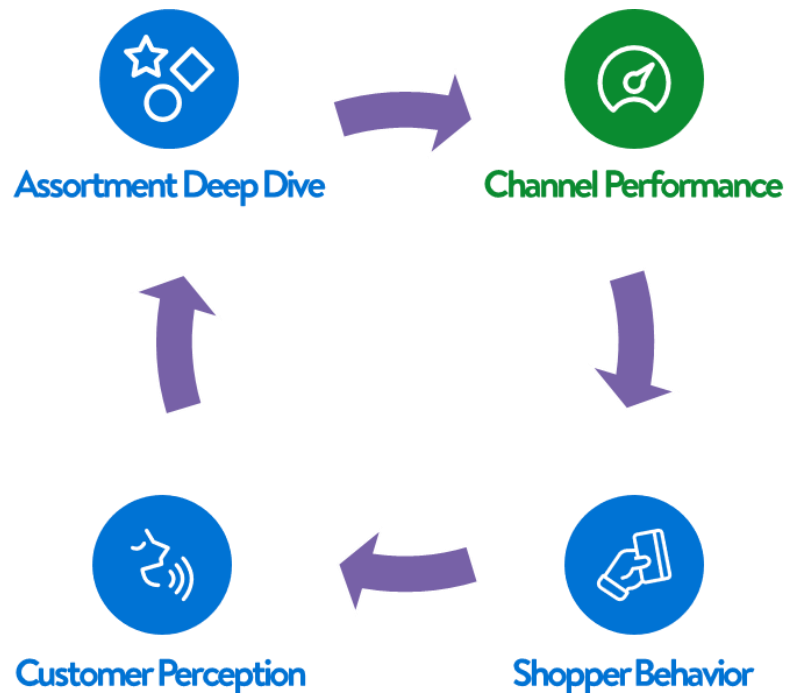 Assortment Deep Dive
Channel Performance
Customer Perception
Shopper Behavior